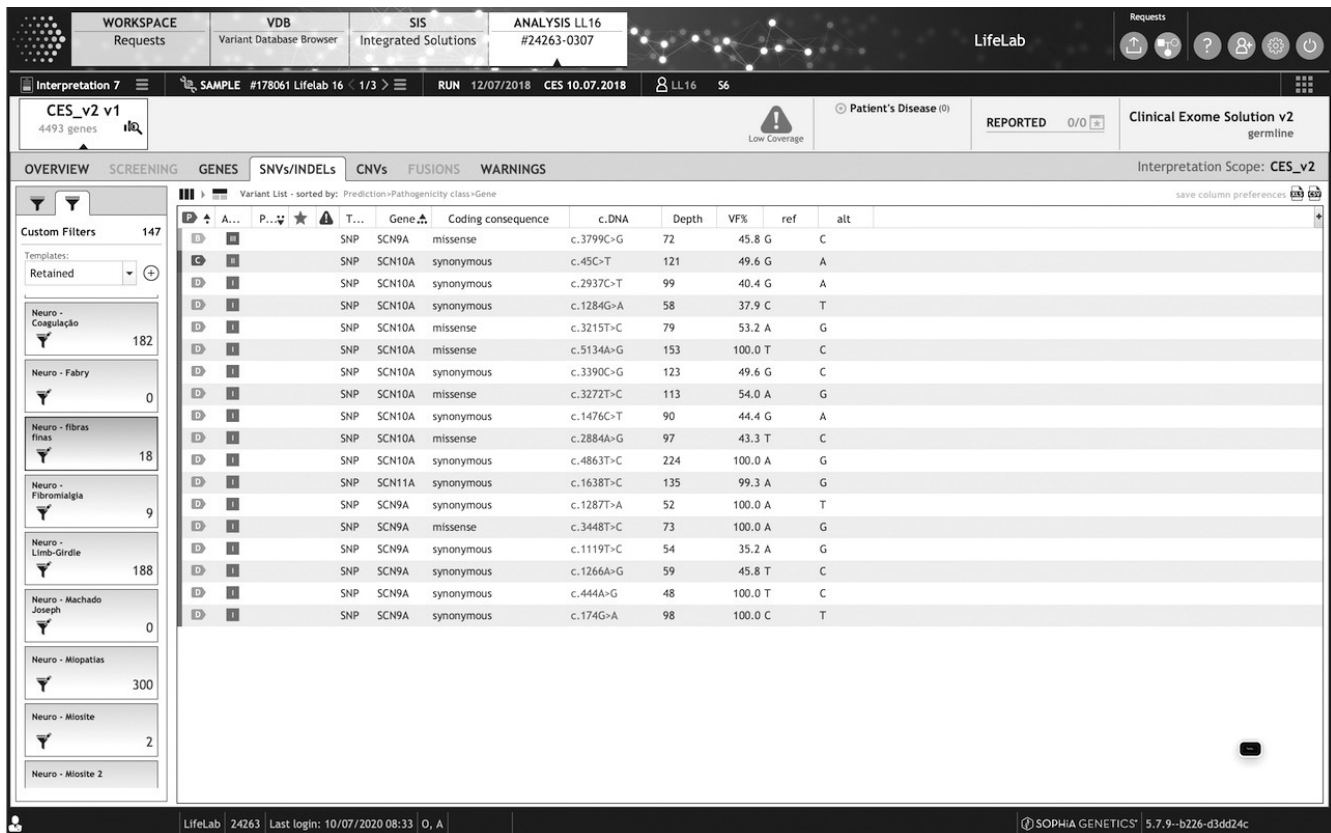 WORKSPACE
Requests
VDB
Variant Database Browser
SIS
Integrated Solutions
ANALYSIS LL16
#24263-0307
LifeLab
Requests
Interpretation 7
SAMPLE #178061 Lifelab 16 < 1/3 >
RUN 12/07/2018 CES 10.07.2018
LL16 S6
CES_v2 v1
4493 genes
Low Coverage
Patient's Disease (0)
REPORTED 0/0
Clinical Exome Solution v2
germline
OVERVIEW SCREENING GENES SNVs/INDELs CNVs FUSIONS WARNINGS
Interpretation Scope: CES_v2
Variant List - sorted by: Prediction>Pathogenicity class>Gene
save column preferences XLS CSV
Custom Filters 147
Templates:
Retained
Neuro -
Coagulação
182
Neuro - Fabry
0
Neuro - fibras
finas
18
Neuro -
Fibromialgia
9
Neuro -
Limb-Girdle
188
Neuro - Machado
Joseph
0
Neuro - Miopatias
300
Neuro - Miosite
2
Neuro - Miosite 2
P A... P... T... Gene Coding consequence c.DNA Depth VF% ref alt
B III SNP SCN9A missense c.3799C>G 72 45.8 G C
C II SNP SCN10A synonymous c.45C>T 121 49.6 G A
D I SNP SCN10A synonymous c.2937C>T 99 40.4 G A
D I SNP SCN10A synonymous c.1284G>A 58 37.9 C T
D I SNP SCN10A missense c.3215T>C 79 53.2 A G
D I SNP SCN10A missense c.5134A>G 153 100.0 T C
D I SNP SCN10A synonymous c.3390C>G 123 49.6 G C
D I SNP SCN10A missense c.3272T>C 113 54.0 A G
D I SNP SCN10A synonymous c.1476C>T 90 44.4 G A
D I SNP SCN10A missense c.2884A>G 97 43.3 T C
D I SNP SCN10A synonymous c.4863T>C 224 100.0 A G
D I SNP SCN11A synonymous c.1638T>C 135 99.3 A G
D I SNP SCN9A synonymous c.1287T>A 52 100.0 A T
D I SNP SCN9A missense c.3448T>C 73 100.0 A G
D I SNP SCN9A synonymous c.1119T>C 54 35.2 A G
D I SNP SCN9A synonymous c.1266A>G 59 45.8 T C
D I SNP SCN9A synonymous c.444A>G 48 100.0 T C
D I SNP SCN9A synonymous c.174G>A 98 100.0 C T
LifeLab 24263 Last login: 10/07/2020 08:33 O, A
SOPHiA GENETICS 5.7.9--b226-d3dd24c